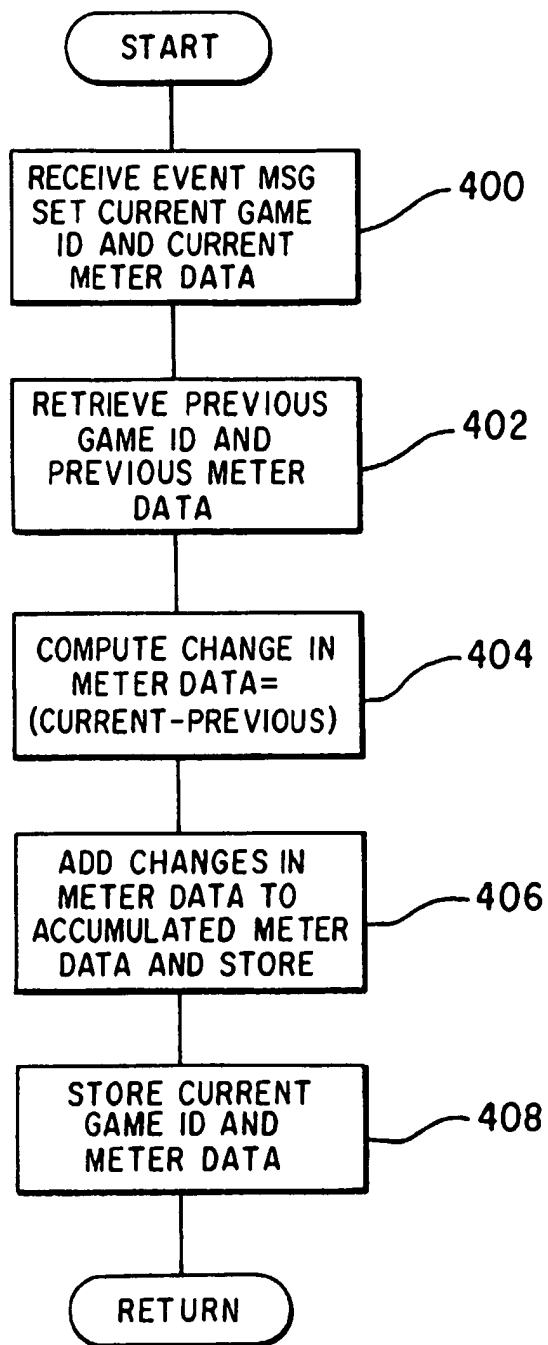 START
RECEIVE EVENT MSG
SET CURRENT GAME
ID AND CURRENT
METER DATA
400
RETRIEVE PREVIOUS
GAME ID AND
PREVIOUS METER
DATA
402
COMPUTE CHANGE IN
METER DATA=
(CURRENT-PREVIOUS)
404
ADD CHANGES IN
METER DATA TO
ACCUMULATED METER
DATA AND STORE
406
STORE CURRENT
GAME ID AND
METER DATA
408
RETURN